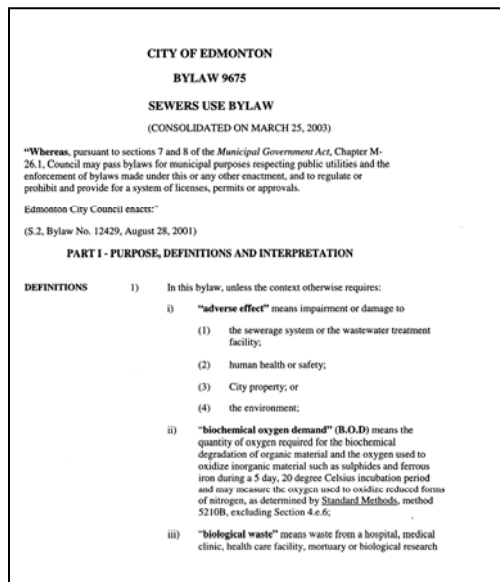 CITY OF EDMONTON
BYLAW 9675
SEWERS USE BYLAW
(CONSOLIDATED ON MARCH 25, 2003)
“Whereas, pursuant to sections 7 and 8 of the Municipal Government Act, Chapter M-
26.1, Council may pass bylaws for municipal purposes respecting public utilities and the
enforcement of bylaws made under this or any other enactment, and to regulate or
prohibit and provide for a system of licenses, permits or approvals.
Edmonton City Council enacts:”
(S.2, Bylaw No. 12429, August 28, 2001)
PART I - PURPOSE, DEFINITIONS AND INTERPRETATION
DEFINITIONS 1) In this bylaw, unless the context otherwise requires:
i) “adverse effect” means impairment or damage to
(1) the sewerage system or the wastewater treatment
facility;
(2) human health or safety;
(3) City property; or
(4) the environment;
ii) “biochemical oxygen demand” (B.O.D) means the
quantity of oxygen required for the biochemical
degradation of organic material and the oxygen used to
oxidize inorganic material such as sulphides and ferrous
iron during a 5 day, 20 degree Celsius incubation period
and may measure the oxygen used to oxidize reduced forms
of nitrogen, as determined by Standard Methods, method
5210B, excluding Section 4.e.6;
iii) “biological waste” means waste from a hospital, medical
clinic, health care facility, mortuary or biological research